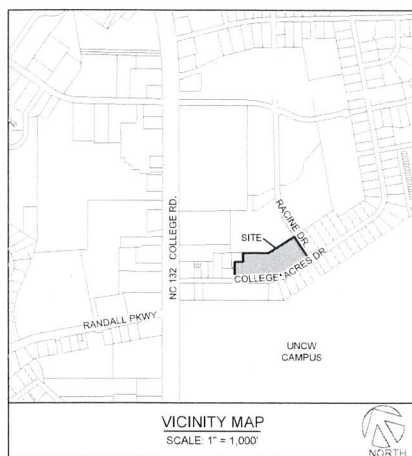 NC 132 COLLEGE RD.
RACINE DR
SITE
COLLEGE ACRES DR
RANDALL PKWY.
UNCW
CAMPUS
VICINITY MAP
SCALE: 1" = 1,000'
NORTH